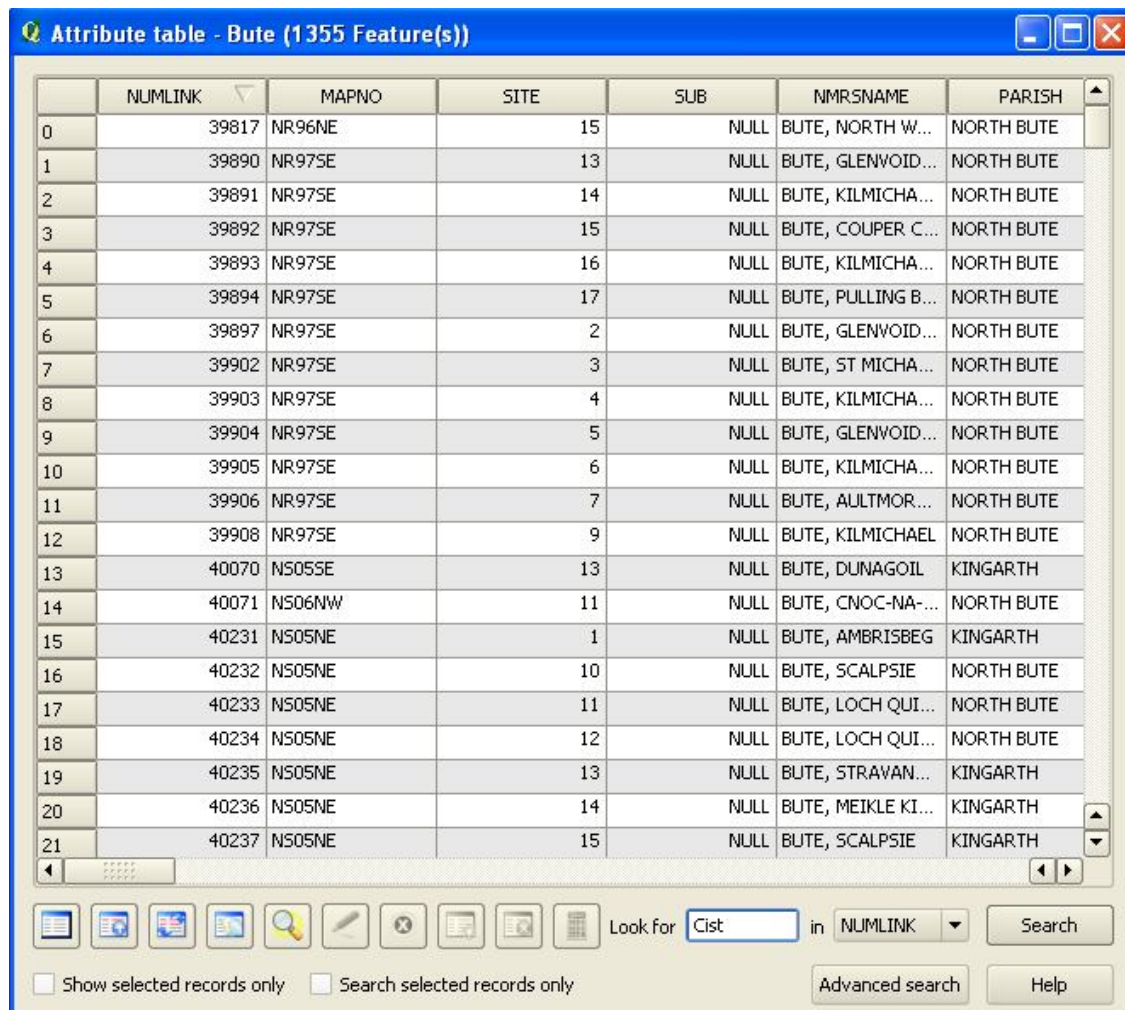 Attribute table - Bute (1355 Feature(s))
NUMLINK MAPNO SITE SUB NMRSNAME PARISH
0 39817 NR96NE 15 NULL BUTE, NORTH W... NORTH BUTE
1 39890 NR97SE 13 NULL BUTE, GLENVOID... NORTH BUTE
2 39891 NR97SE 14 NULL BUTE, KILMICHA... NORTH BUTE
3 39892 NR97SE 15 NULL BUTE, COUPER C... NORTH BUTE
4 39893 NR97SE 16 NULL BUTE, KILMICHA... NORTH BUTE
5 39894 NR97SE 17 NULL BUTE, PULLING B... NORTH BUTE
6 39897 NR97SE 2 NULL BUTE, GLENVOID... NORTH BUTE
7 39902 NR97SE 3 NULL BUTE, ST MICHA... NORTH BUTE
8 39903 NR97SE 4 NULL BUTE, KILMICHA... NORTH BUTE
9 39904 NR97SE 5 NULL BUTE, GLENVOID... NORTH BUTE
10 39905 NR97SE 6 NULL BUTE, KILMICHA... NORTH BUTE
11 39906 NR97SE 7 NULL BUTE, AULTMOR... NORTH BUTE
12 39908 NR97SE 9 NULL BUTE, KILMICHAEL NORTH BUTE
13 40070 NS05SE 13 NULL BUTE, DUNAGOIL KINGARTH
14 40071 NS06NW 11 NULL BUTE, CNOC-NA-... NORTH BUTE
15 40231 NS05NE 1 NULL BUTE, AMBRISBEG KINGARTH
16 40232 NS05NE 10 NULL BUTE, SCALPSIE NORTH BUTE
17 40233 NS05NE 11 NULL BUTE, LOCH QUI... NORTH BUTE
18 40234 NS05NE 12 NULL BUTE, LOCH QUI... NORTH BUTE
19 40235 NS05NE 13 NULL BUTE, STRAVAN... KINGARTH
20 40236 NS05NE 14 NULL BUTE, MEIKLE KI... KINGARTH
21 40237 NS05NE 15 NULL BUTE, SCALPSIE KINGARTH
Look for Cist in NUMLINK Search
Show selected records only Search selected records only Advanced search Help